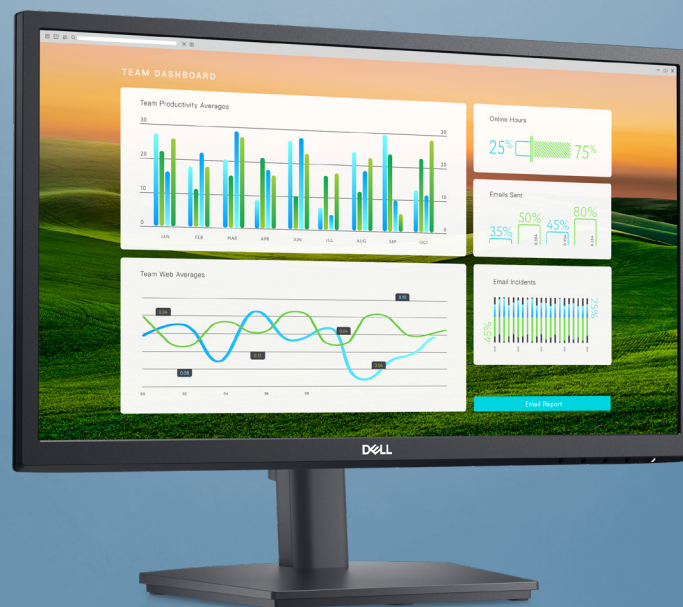 TEAM DASHBOARD
Team Productivity Averages
30
20
10
0
30
20
10
0
JAN FEB MAR APR JUN JUL AUG SEP OCT
Online Hours
25% 75%
Emails Sent
35% 50% 45% 80%
Team Web Averages
Email Incidents
45% 25%
Email Report
DELL